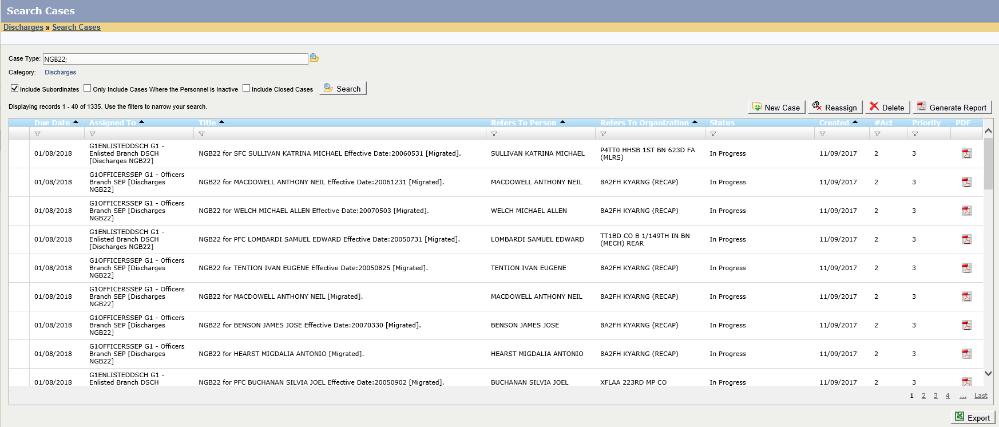 Search Cases
Discharges » Search Cases
Case Type: NGB22;
Category: Discharges
Include Subordinates Only Include Cases Where the Personnel is Inactive Include Closed Cases Search
Displaying records 1 - 40 of 1335. Use the filters to narrow your search.
New Case Reassign Delete Generate Report
Due Date Assigned To Title Refers To Person Refers To Organization Status Created #Act Priority PDF
01/08/2018 G1ENLISTEDDSCH G1 - Enlisted Branch DSCH [Discharges NGB22] NGB22 for SFC SULLIVAN KATRINA MICHAEL Effective Date:20060531 [Migrated]. SULLIVAN KATRINA MICHAEL P4TT0 HHSB 1ST BN 623D FA (MLRS) In Progress 11/09/2017 2 3
01/08/2018 G1OFFICERSSEP G1 - Officers Branch SEP [Discharges NGB22] NGB22 for MACDOWELL ANTHONY NEIL Effective Date:20061231 [Migrated]. MACDOWELL ANTHONY NEIL 8A2FH KYARNG (RECAP) In Progress 11/09/2017 2 3
01/08/2018 G1OFFICERSSEP G1 - Officers Branch SEP [Discharges NGB22] NGB22 for WELCH MICHAEL ALLEN Effective Date:20070503 [Migrated]. WELCH MICHAEL ALLEN 8A2FH KYARNG (RECAP) In Progress 11/09/2017 2 3
01/08/2018 G1ENLISTEDDSCH G1 - Enlisted Branch DSCH [Discharges NGB22] NGB22 for PFC LOMBARDI SAMUEL EDWARD Effective Date:20050731 [Migrated]. LOMBARDI SAMUEL EDWARD TT1BD CO B 1/149TH IN BN (MECH) REAR In Progress 11/09/2017 2 3
01/08/2018 G1OFFICERSSEP G1 - Officers Branch SEP [Discharges NGB22] NGB22 for TENTION IVAN EUGENE Effective Date:20050825 [Migrated]. TENTION IVAN EUGENE 8A2FH KYARNG (RECAP) In Progress 11/09/2017 2 3
01/08/2018 G1OFFICERSSEP G1 - Officers Branch SEP [Discharges NGB22] NGB22 for MACDOWELL ANTHONY NEIL [Migrated]. MACDOWELL ANTHONY NEIL 8A2FH KYARNG (RECAP) In Progress 11/09/2017 2 3
01/08/2018 G1OFFICERSSEP G1 - Officers Branch SEP [Discharges NGB22] NGB22 for BENSON JAMES JOSE Effective Date:20070330 [Migrated]. BENSON JAMES JOSE 8A2FH KYARNG (RECAP) In Progress 11/09/2017 2 3
01/08/2018 G1OFFICERSSEP G1 - Officers Branch SEP [Discharges NGB22] NGB22 for HEARST MIGDALIA ANTONIO [Migrated]. HEARST MIGDALIA ANTONIO 8A2FH KYARNG (RECAP) In Progress 11/09/2017 2 3
01/08/2018 G1ENLISTEDDSCH G1 - Enlisted Branch DSCH NGB22 for PFC BUCHANAN SILVIA JOEL Effective Date:20050902 [Migrated]. BUCHANAN SILVIA JOEL XFLAA 223RD MP CO In Progress 11/09/2017 2 3
1 2 3 4 ... Last
Export